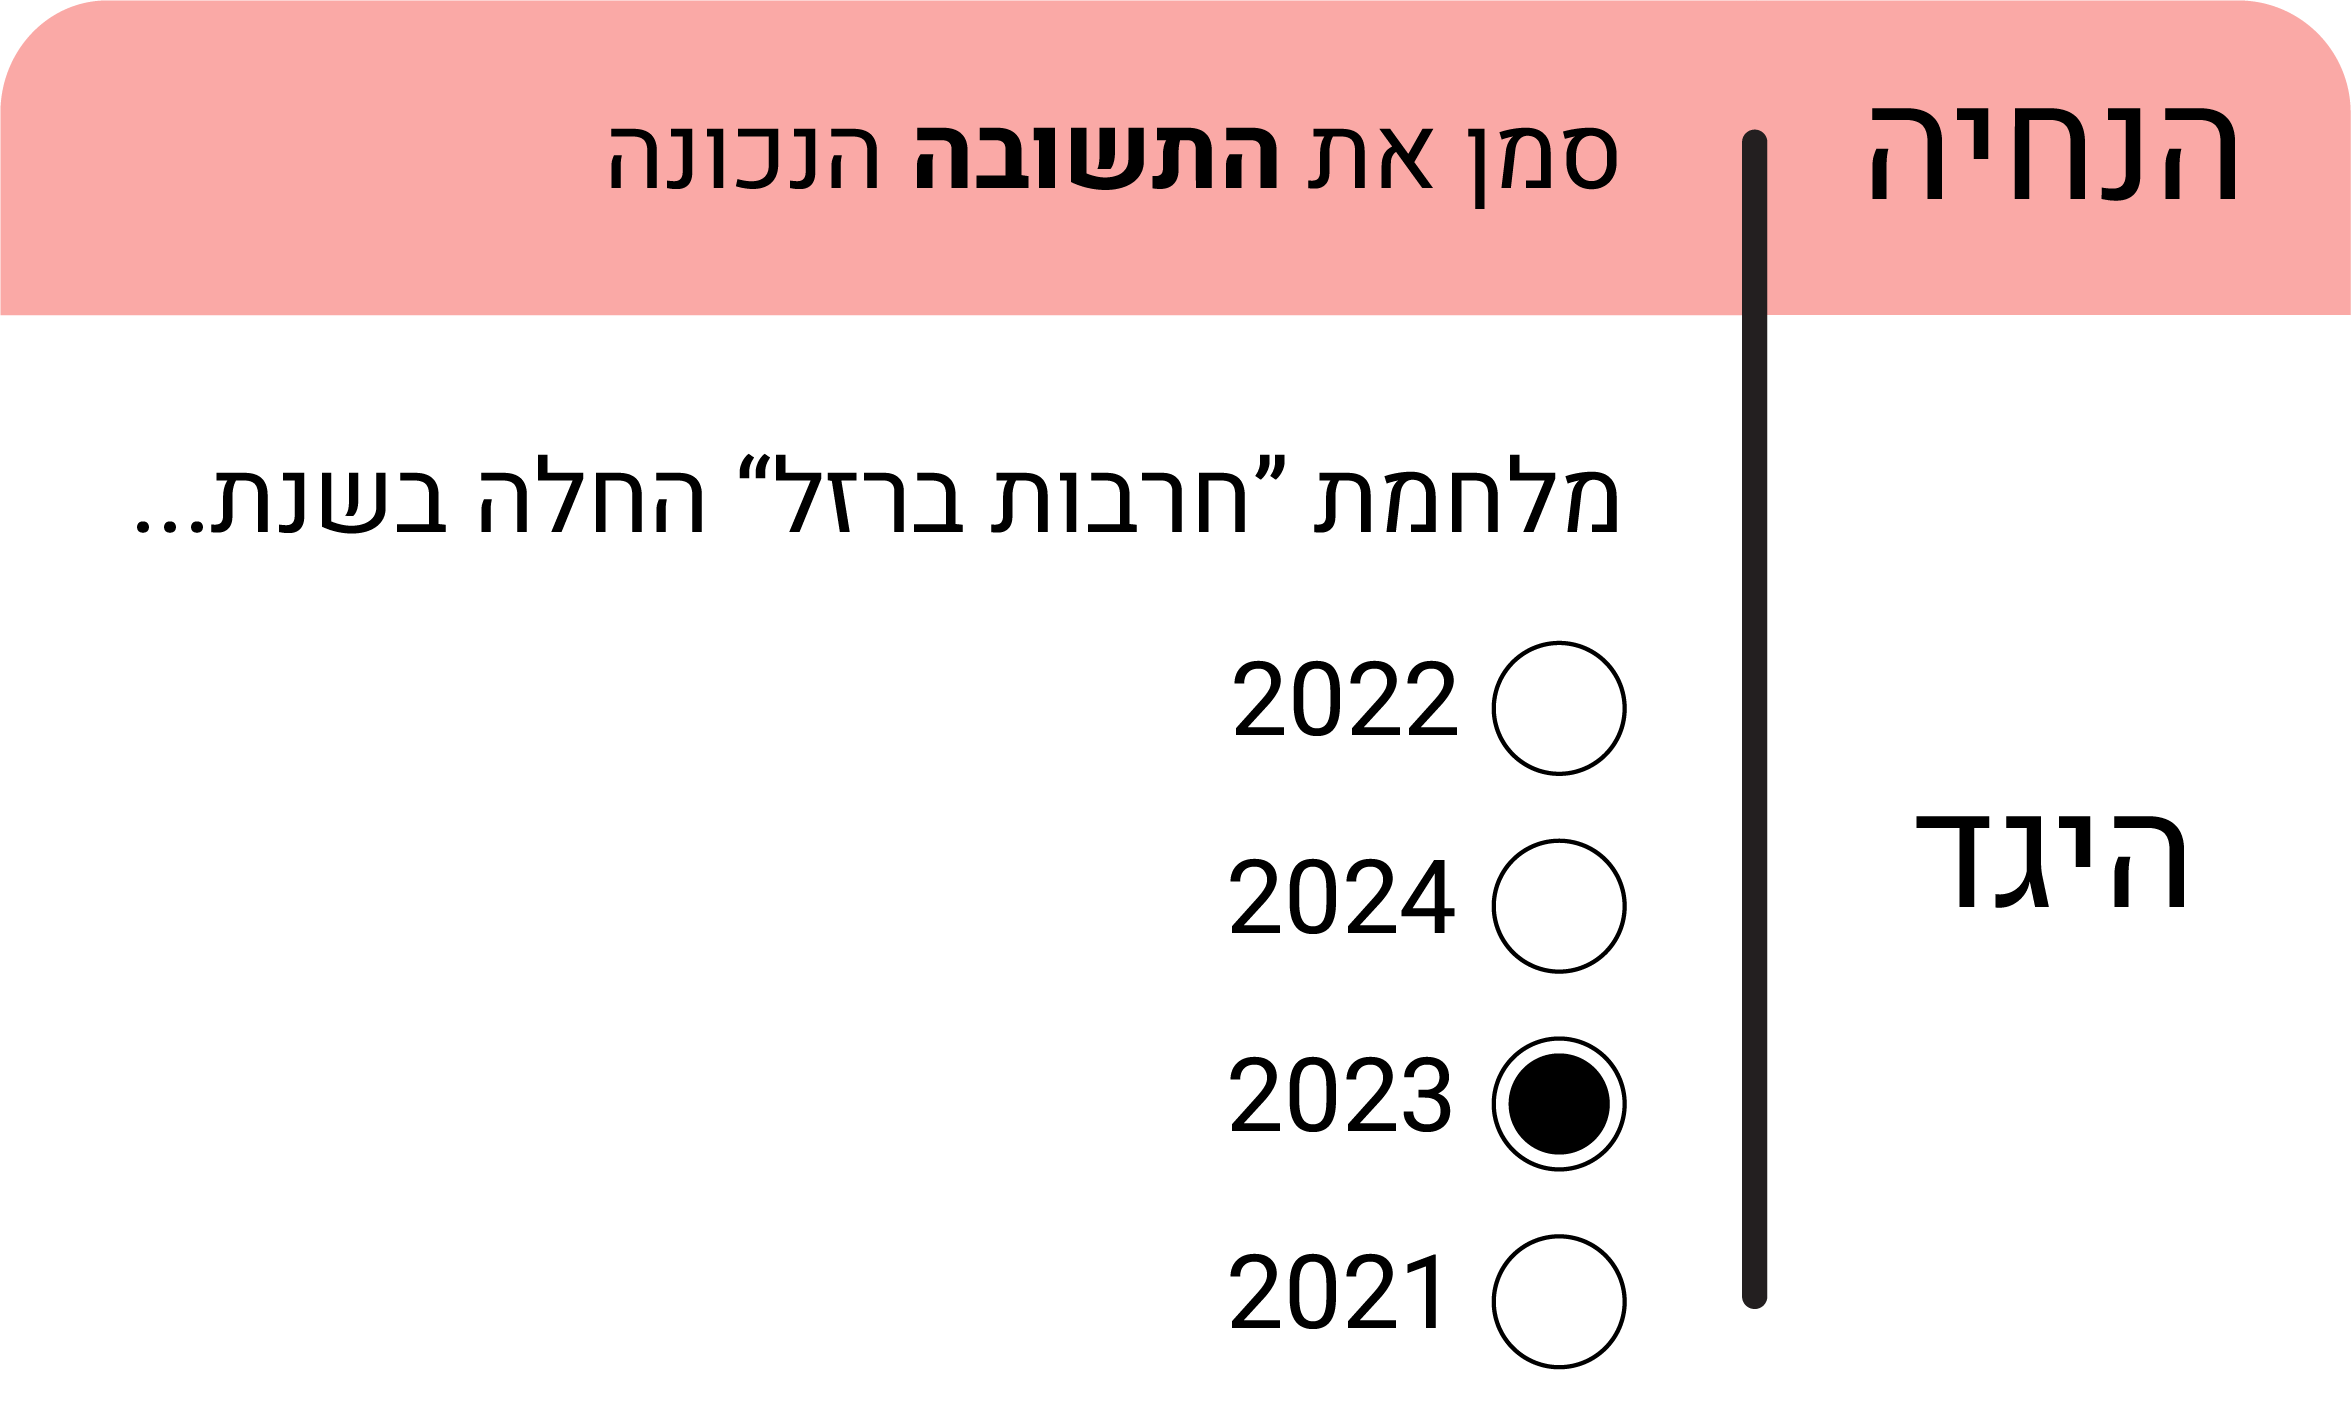 הנחיה
סמן את התשובה הנכונה
היגד
מלחמת ”חרבות ברזל“ החלה בשנת...
2022
2024
2023
2021